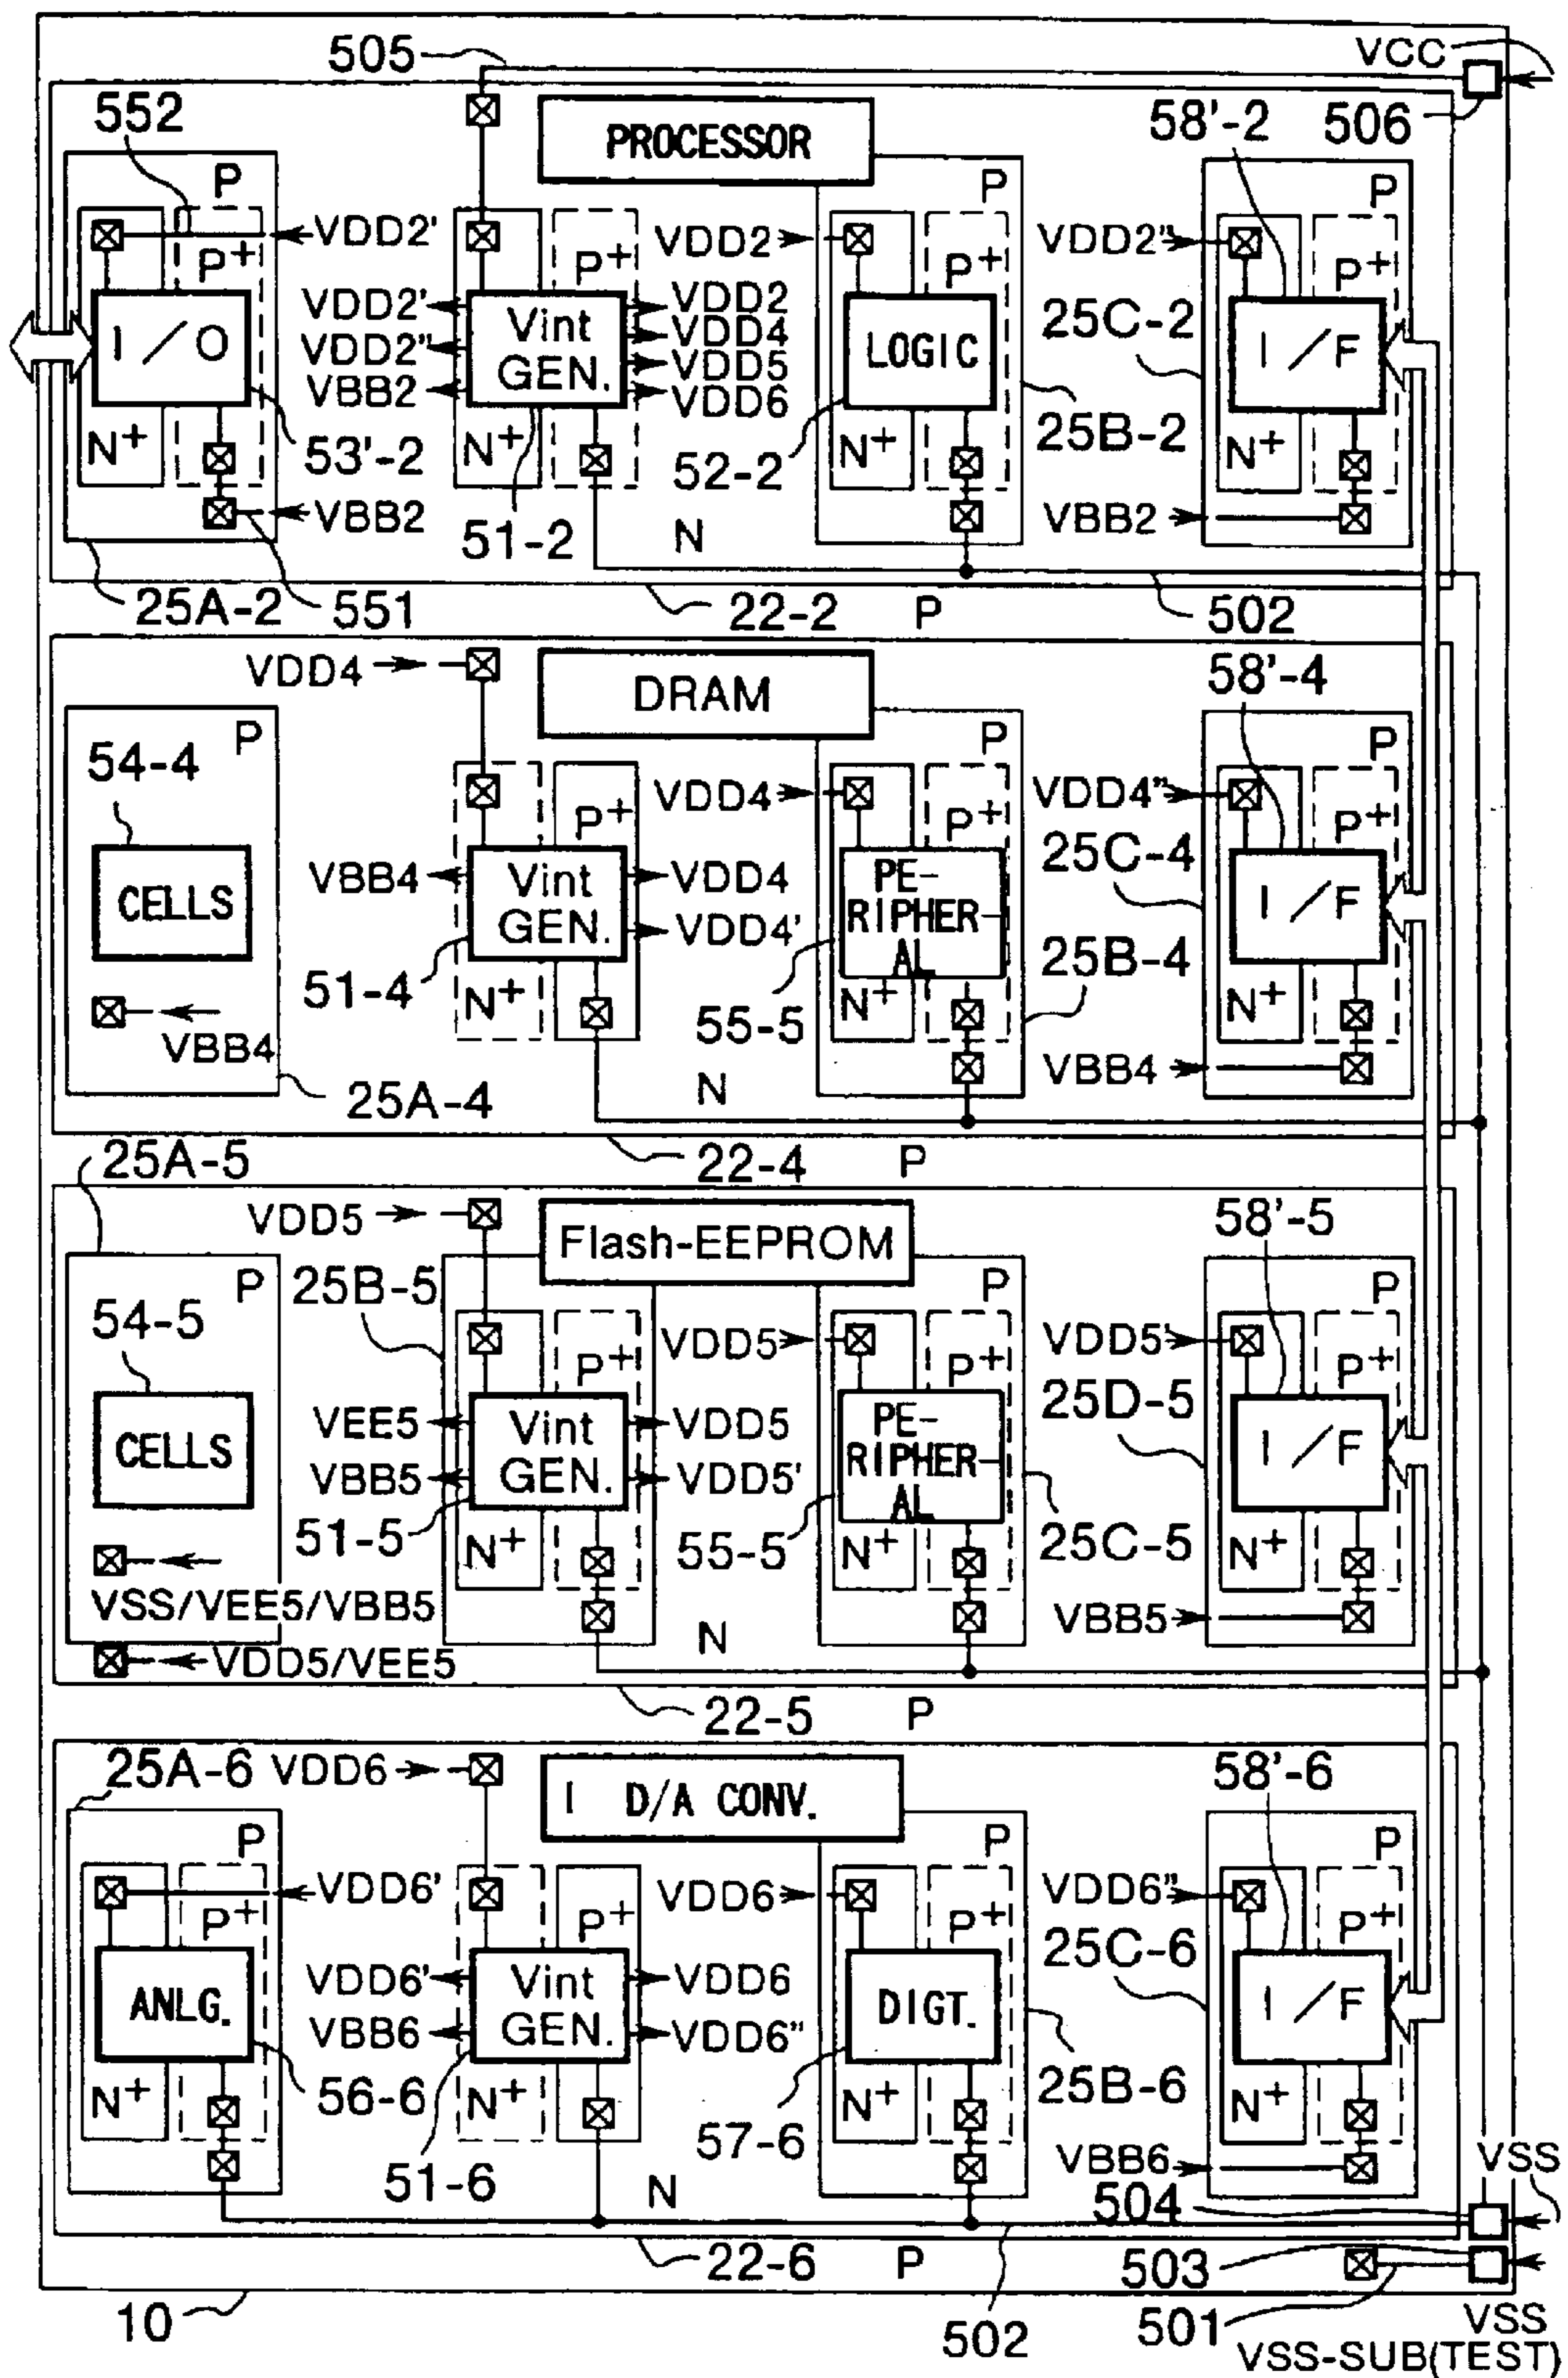 505
VCC
552
PROCESSOR
58'-2
506
P
P
P
VDD2'
VDD2
VDD2"
P+
P+
P+
P+
VDD2'
VDD2"
VBB2
Vint
GEN.
VDD2
VDD4
VDD5
VDD6
I / O
LOGIC
25C-2
I / F
N+
53'-2
N+
52-2
N+
25B-2
N+
VBB2
51-2
N
VBB2
25A-2
551
22-2
P
502
VDD4
DRAM
58'-4
P
P
P
54-4
VDD4
VDD4"
P+
P+
P+
25C-4
CELLS
VBB4
Vint
GEN.
VDD4
VDD4'
PE-
RIPHER-
AL
I / F
25B-4
51-4
N+
55-5
N+
N+
VBB4
VBB4
25A-4
N
25A-5
22-4
P
VDD5
Flash-EEPROM
58'-5
P
25B-5
P
P
54-5
VDD5
VDD5'
P+
P+
P+
25D-5
CELLS
VEE5
VBB5
Vint
GEN.
VDD5
VDD5'
PE-
RIPHER-
AL
I / F
51-5
N+
55-5
N+
25C-5
N+
VSS/VEE5/VBB5
VBB5
N
VDD5/VEE5
22-5
P
25A-6
VDD6
I D/A CONV.
58'-6
P
P
P
VDD6'
VDD6
VDD6"
P+
P+
P+
P+
25C-6
ANLG.
VDD6'
VBB6
Vint
GEN.
VDD6
VDD6"
DIGT.
I / F
N+
56-6
N+
N+
25B-6
N+
57-6
51-6
N
VBB6
VSS
504
22-6
P
503
10
502
501
VSS
VSS-SUB(TEST)